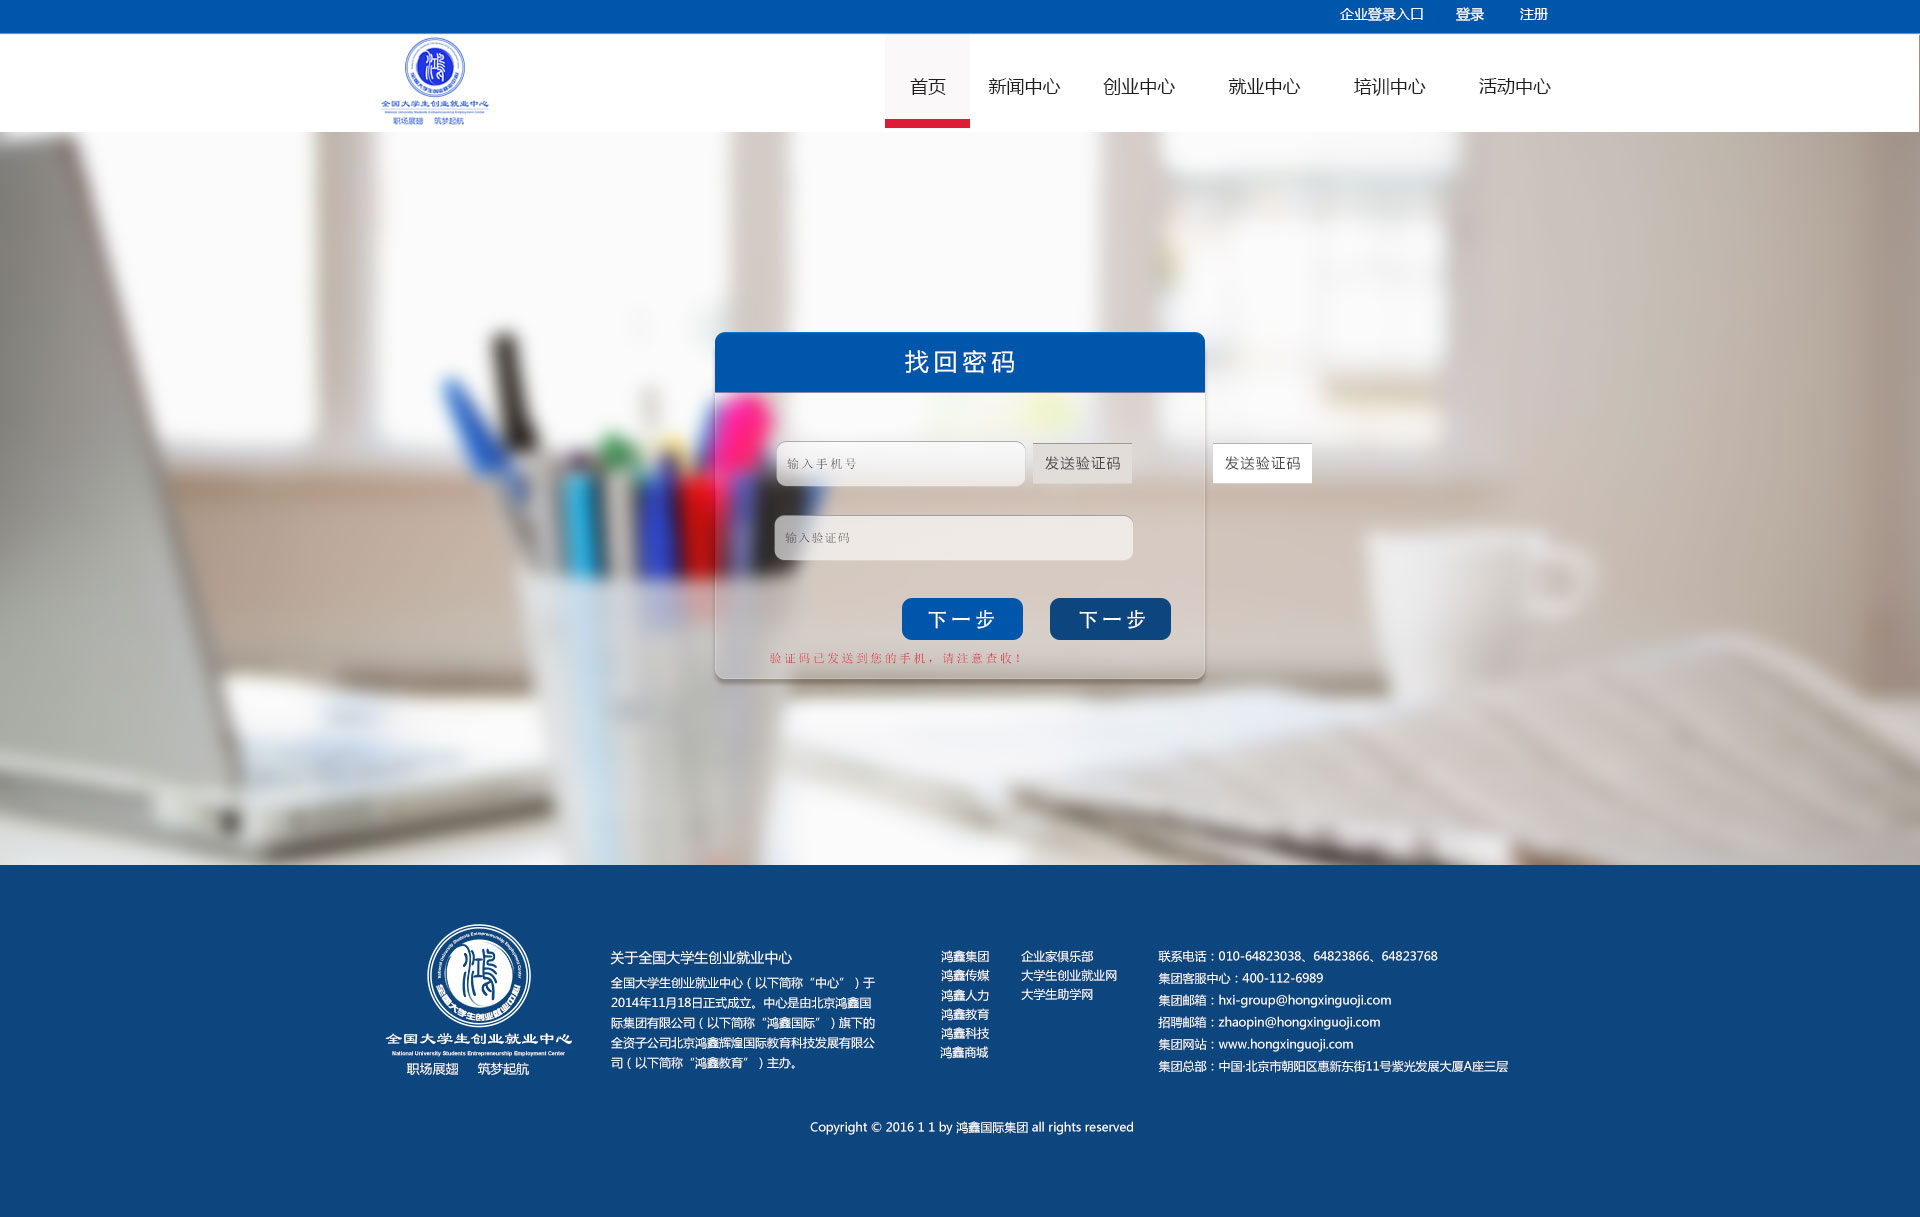 企业登录入口 登录 注册
全国大学生创业就业中心
National University Students Entrepreneurship Employment Center
职场展翅 筑梦起航
首页 新闻中心 创业中心 就业中心 培训中心 活动中心
找回密码
输入手机号 发送验证码 发送验证码
输入验证码
下一步 下一步
验证码已发送到您的手机，请注意查收！
全国大学生创业就业中心
National University Students Entrepreneurship Employment Center
职场展翅 筑梦起航
关于全国大学生创业就业中心
全国大学生创业就业中心（以下简称“中心”）于
2014年11月18日正式成立。中心是由北京鸿鑫国
际集团有限公司（以下简称“鸿鑫国际”）旗下的
全资子公司北京鸿鑫辉煌国际教育科技发展有限公
司（以下简称“鸿鑫教育”）主办。
鸿鑫集团 企业家俱乐部
鸿鑫传媒 大学生创业就业网
鸿鑫人力 大学生助学网
鸿鑫教育
鸿鑫科技
鸿鑫商城
联系电话：010-64823038、64823866、64823768
集团客服中心：400-112-6989
集团邮箱：hxi-group@hongxinguoji.com
招聘邮箱：zhaopin@hongxinguoji.com
集团网站：www.hongxinguoji.com
集团总部：中国·北京市朝阳区惠新东街11号紫光发展大厦A座三层
Copyright © 2016 1 1 by 鸿鑫国际集团 all rights reserved